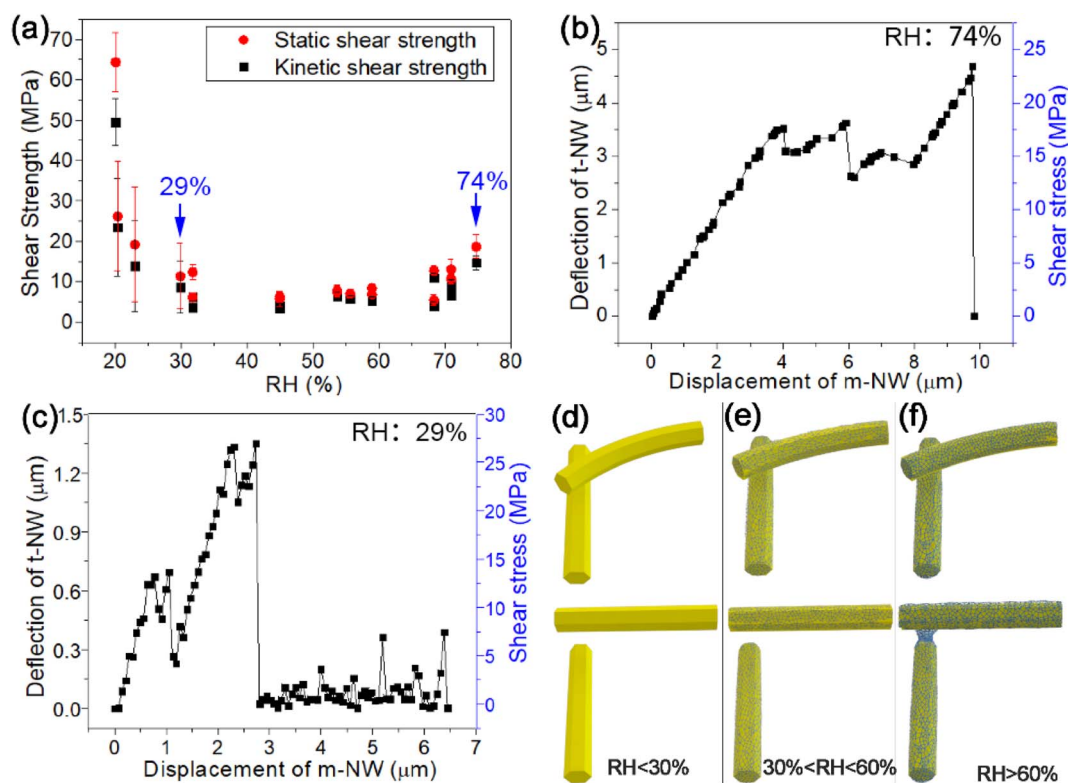 (a)
70
60
50
40
30
20
10
0
Shear Strength (MPa)
Static shear strength
Kinetic shear strength
29%
74%
20 30 40 50 60 70 80
RH (%)
(b)
RH: 74%
5
4
3
2
1
0
Deflection of t-NW (μm)
25
20
15
10
5
0
Shear stress (MPa)
0 2 4 6 8 10
Displacement of m-NW (μm)
(c)
RH: 29%
1.5
1.2
0.9
0.6
0.3
0.0
Deflection of t-NW (μm)
30
25
20
15
10
5
0
Shear stress (MPa)
0 1 2 3 4 5 6 7
Displacement of m-NW (μm)
(d) (e) (f)
RH<30% 30%<RH<60% RH>60%